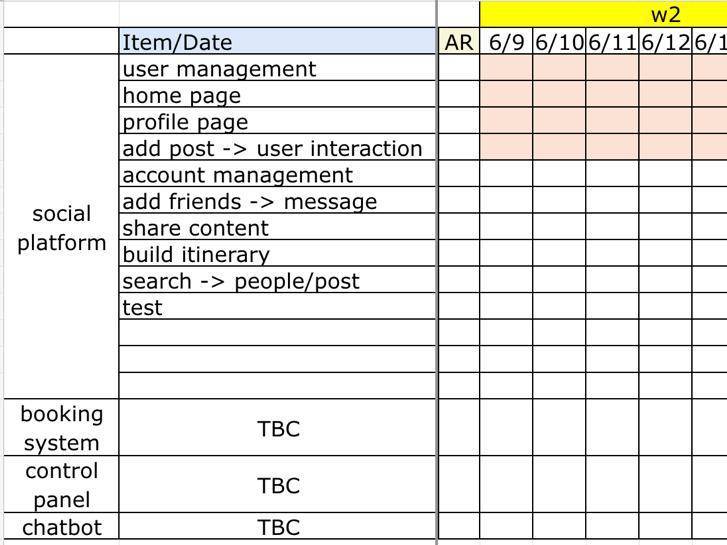 w2
Item/Date AR 6/9 6/10 6/11 6/12 6/1
user management
home page
profile page
add post -> user interaction
account management
add friends -> message
social
platform
share content
build itinerary
search -> people/post
test
booking
system
TBC
control
panel
TBC
chatbot TBC